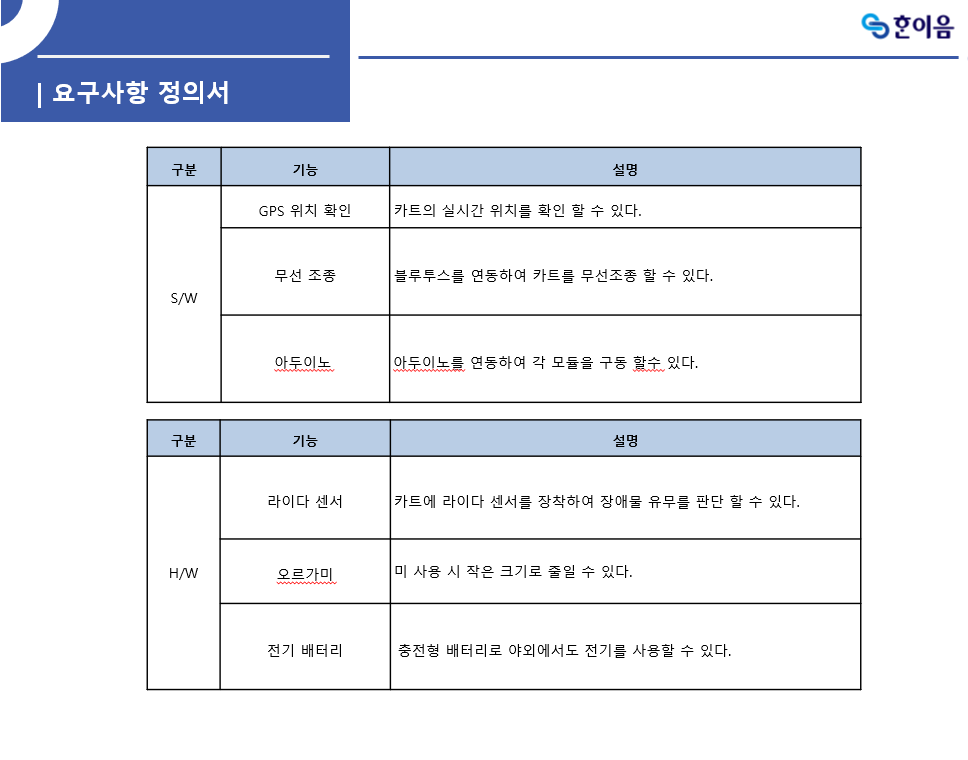 한이음
| 요구사항 정의서
구분 기능 설명
S/W
GPS 위치 확인 카트의 실시간 위치를 확인 할 수 있다.
무선 조종 블루투스를 연동하여 카트를 무선조종 할 수 있다.
아두이노 아두이노를 연동하여 각 모듈을 구동 할수 있다.
구분 기능 설명
H/W
라이다 센서 카트에 라이다 센서를 장착하여 장애물 유무를 판단 할 수 있다.
오르가미 미 사용 시 작은 크기로 줄일 수 있다.
전기 배터리 충전형 배터리로 야외에서도 전기를 사용할 수 있다.